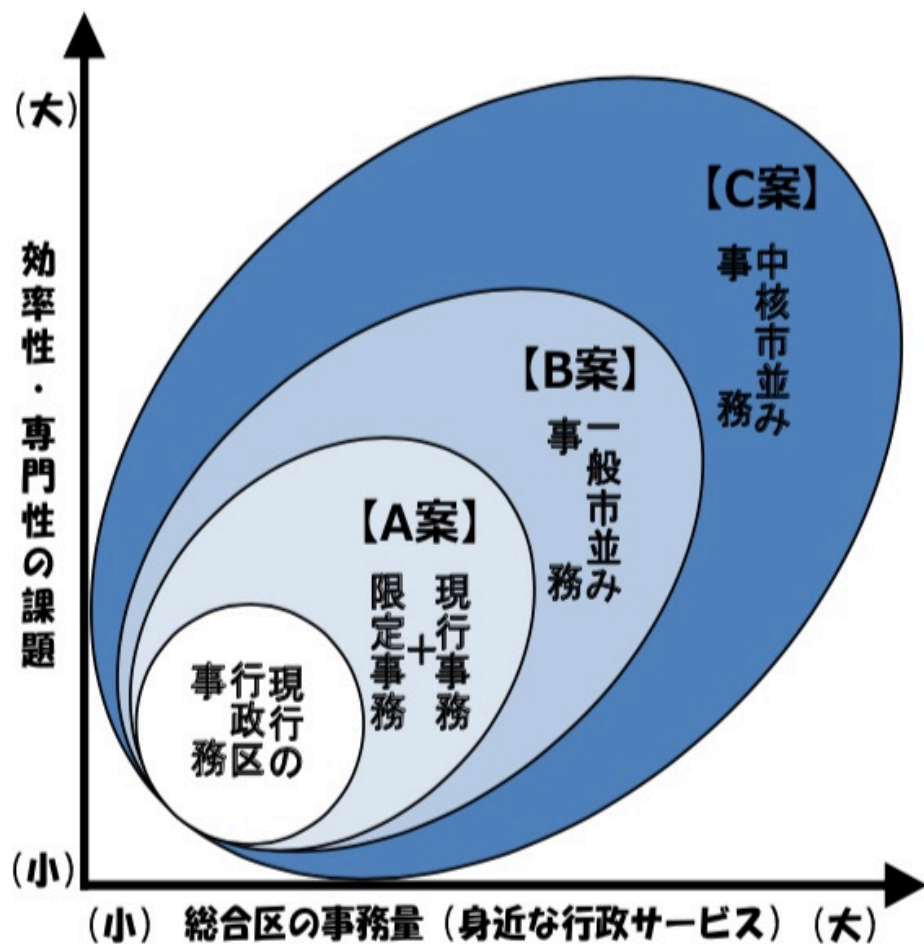 (大)
効率性・専門性の課題
(小)
【C案】
中核市並み
事務
【B案】
一般市並み
事務
【A案】
現行事務
+
限定事務
現行の
行政区
事務
(小) 総合区の事務量(身近な行政サービス)(大)